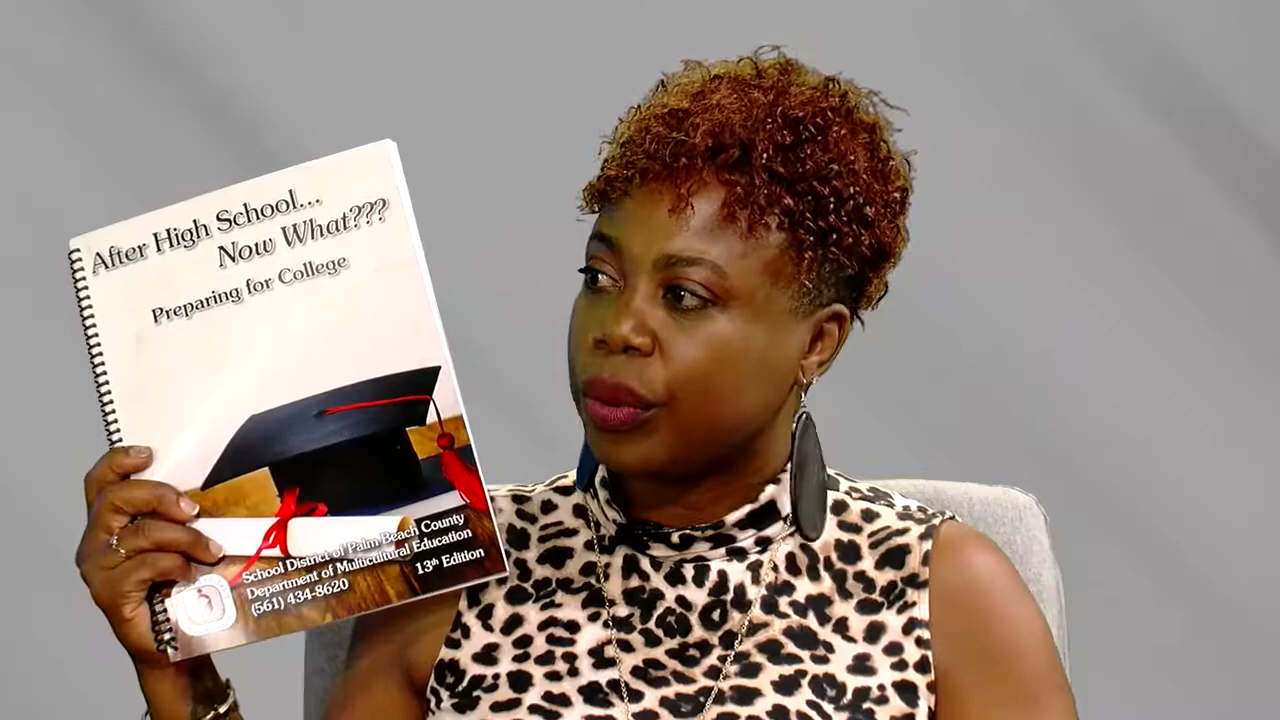 After High School...
Now What???
Preparing for College
School District of Palm Beach County
Department of Multicultural Education
(561) 434-8620
13th Edition